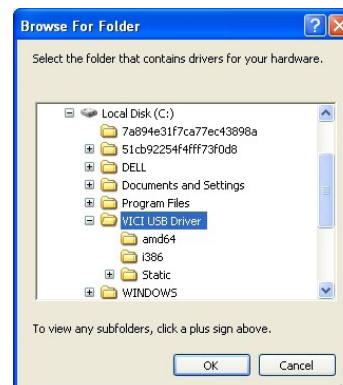 Browse For Folder
Select the folder that contains drivers for your hardware.
Local Disk (C:)
7a894e31f7ca77ec43898a
51cb92254f4fff73f0d8
DELL
Documents and Settings
Program Files
VICI USB Driver
amd64
i386
Static
WINDOWS
To view any subfolders, click a plus sign above.
OK Cancel